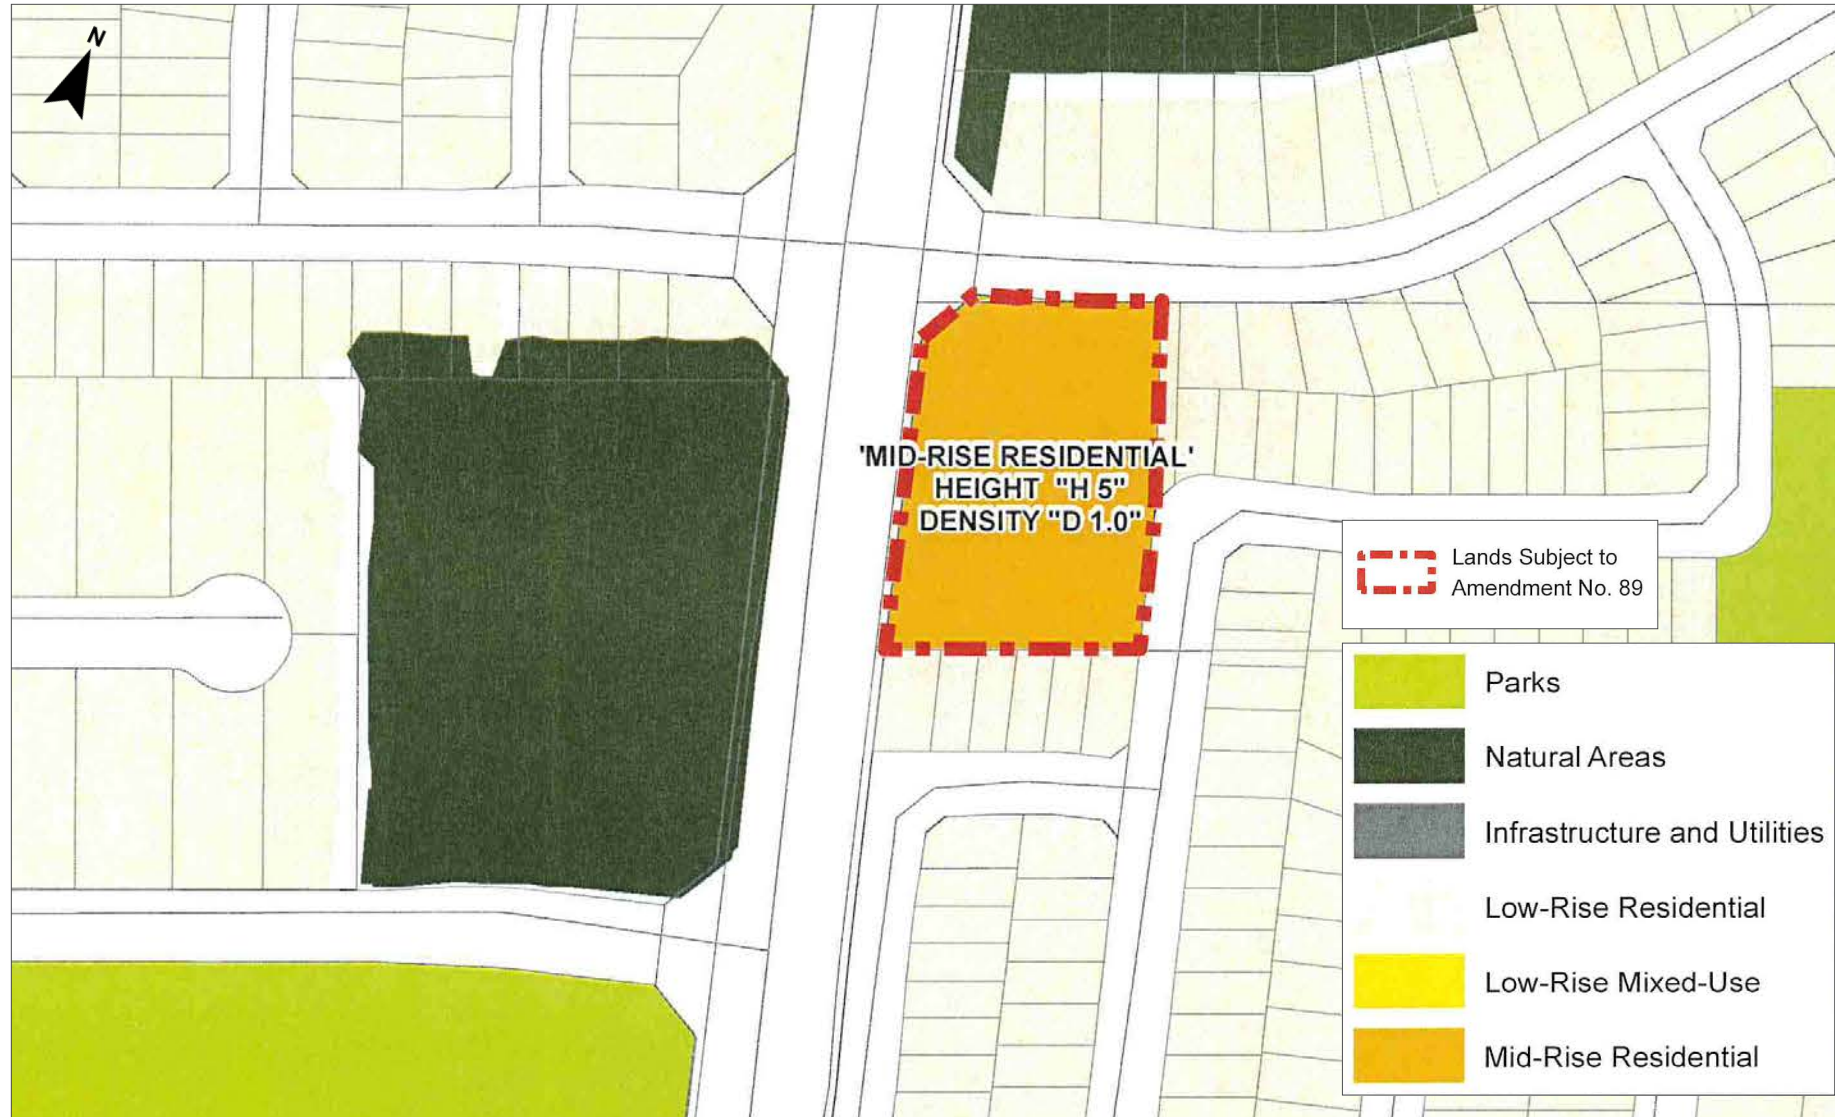 N
'MID-RISE RESIDENTIAL'
HEIGHT "H 5"
DENSITY "D 1.0"
Lands Subject to
Amendment No. 89
Parks
Natural Areas
Infrastructure and Utilities
Low-Rise Residential
Low-Rise Mixed-Use
Mid-Rise Residential